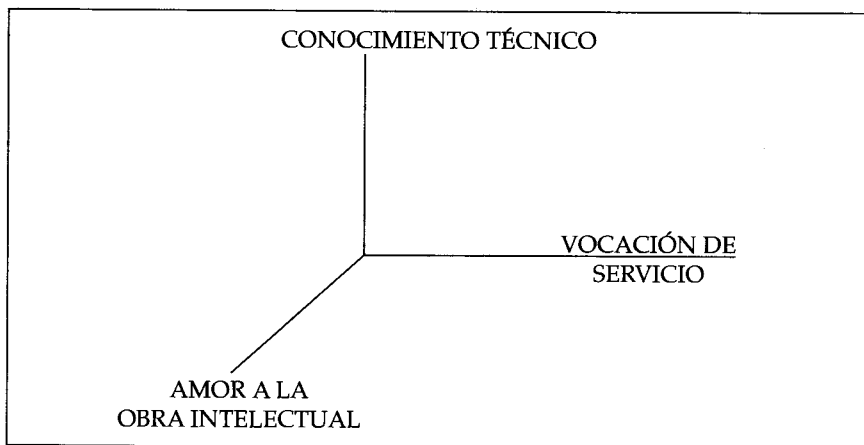 CONOCIMIENTO TÉCNICO
VOCACIÓN DE
SERVICIO
AMOR A LA
OBRA INTELECTUAL